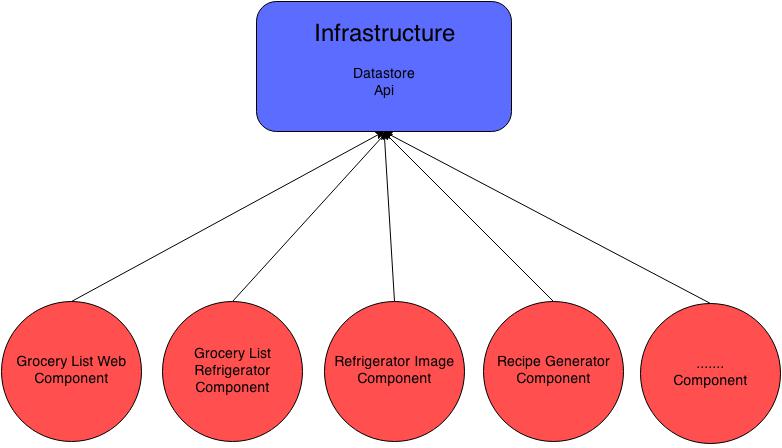 Infrastructure
Datastore
Api
Grocery List Web
Component
Grocery List
Refrigerator
Component
Refrigerator Image
Component
Recipe Generator
Component
.......
Component